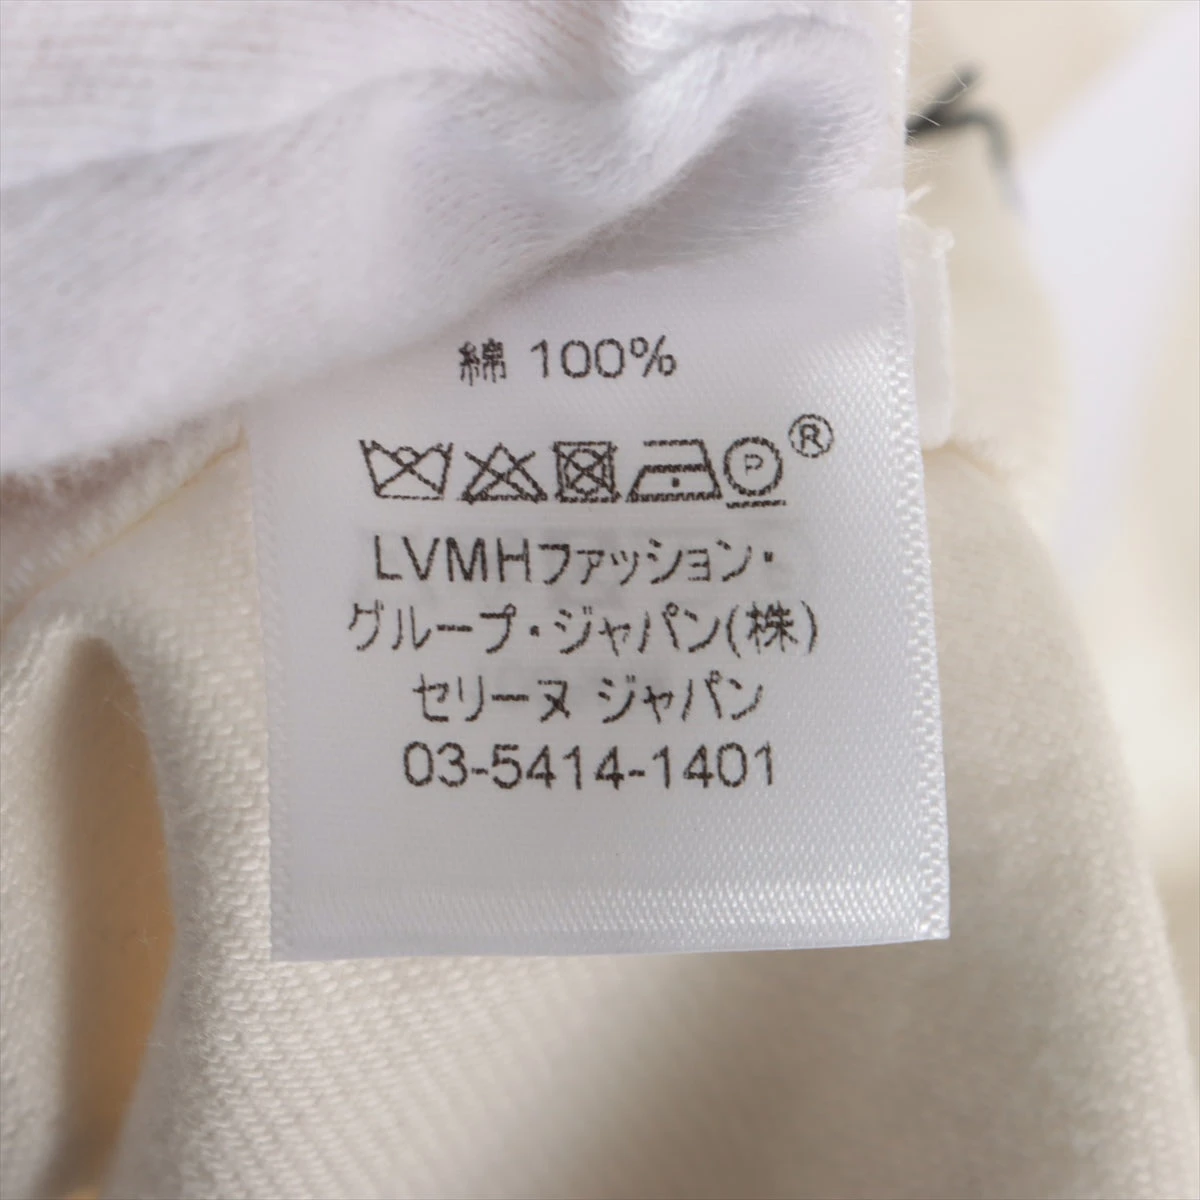 綿 100%
P ®
LVMHファッション・
グループ・ジャパン(株)
セリーヌ ジャパン
03-5414-1401